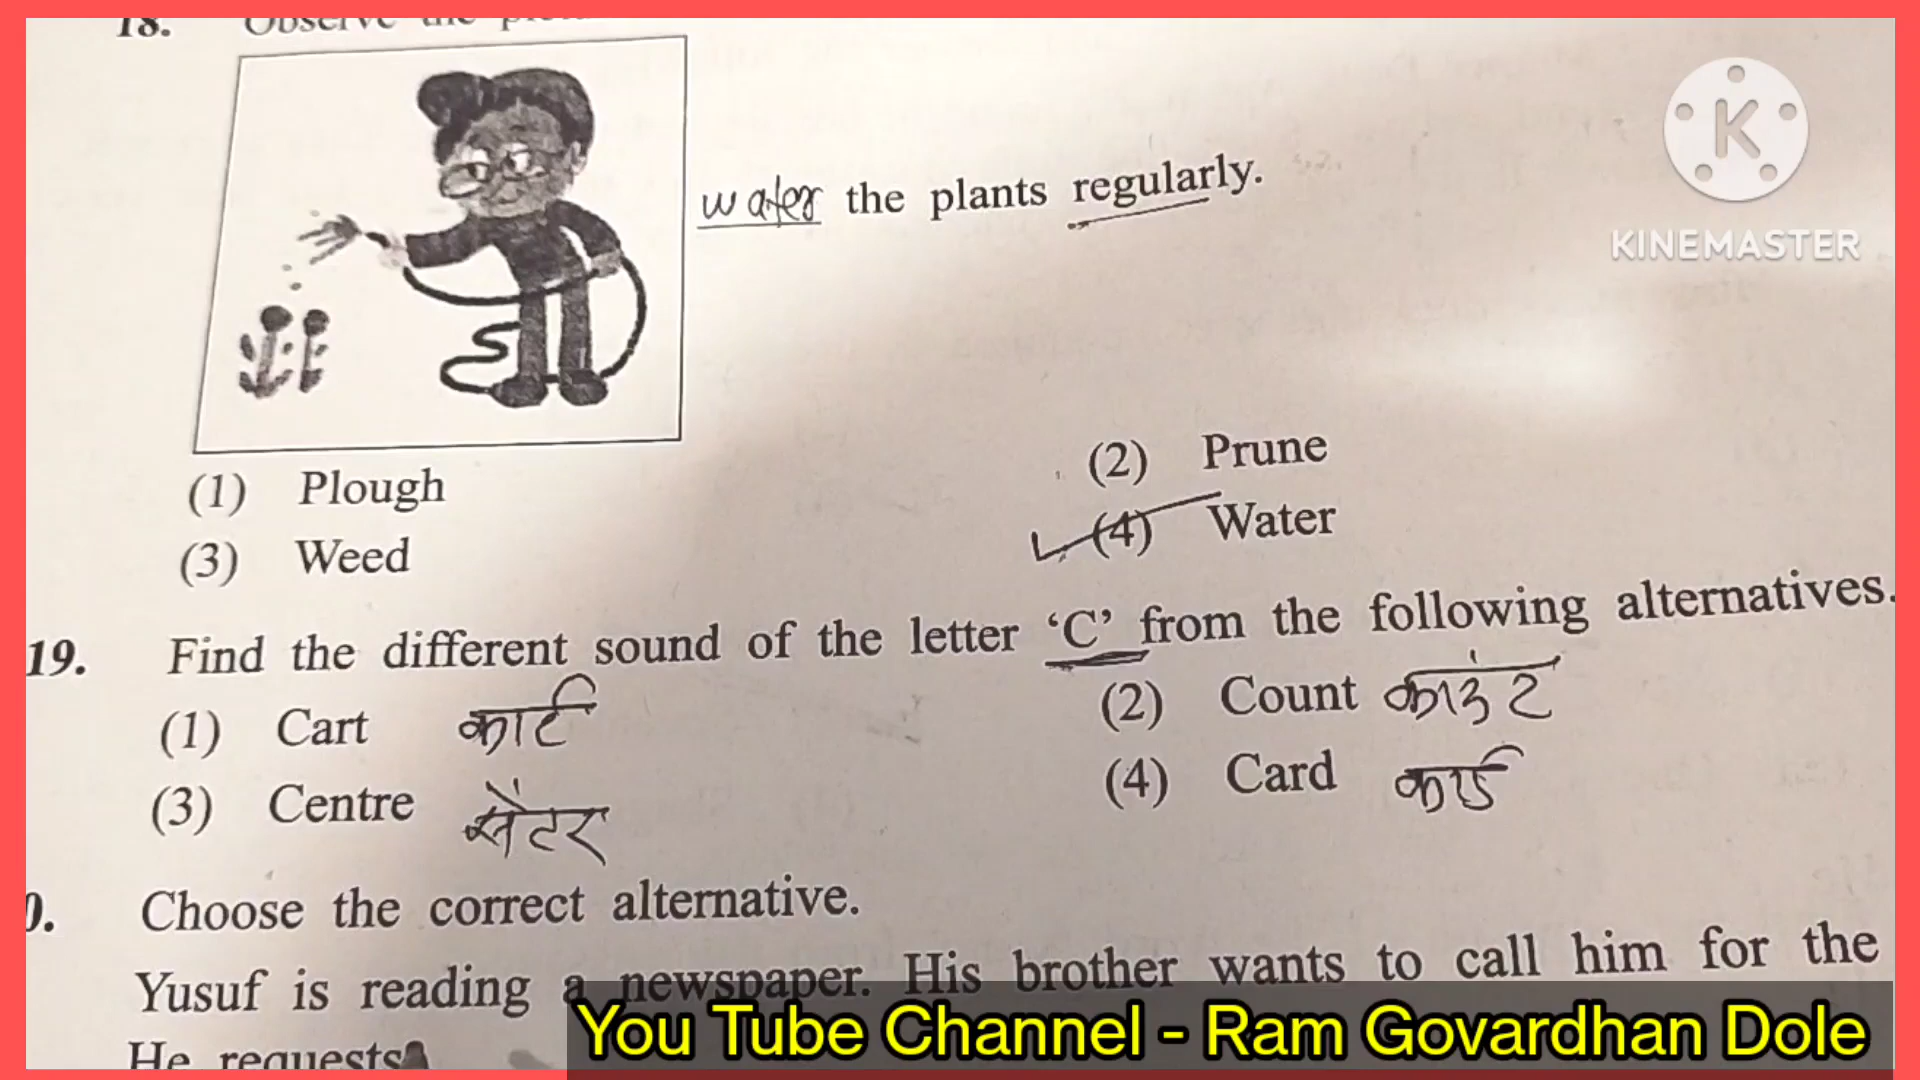 18. Observe the
water the plants regularly.
(1) Plough (2) Prune
(3) Weed (4) Water
19. Find the different sound of the letter ‘C’ from the following alternatives.
(1) Cart कार्ट (2) Count काउंट
(3) Centre सेंटर (4) Card कार्ड
0. Choose the correct alternative.
Yusuf is reading a newspaper. His brother wants to call him for the
He requests
KINEMASTER
You Tube Channel - Ram Govardhan Dole